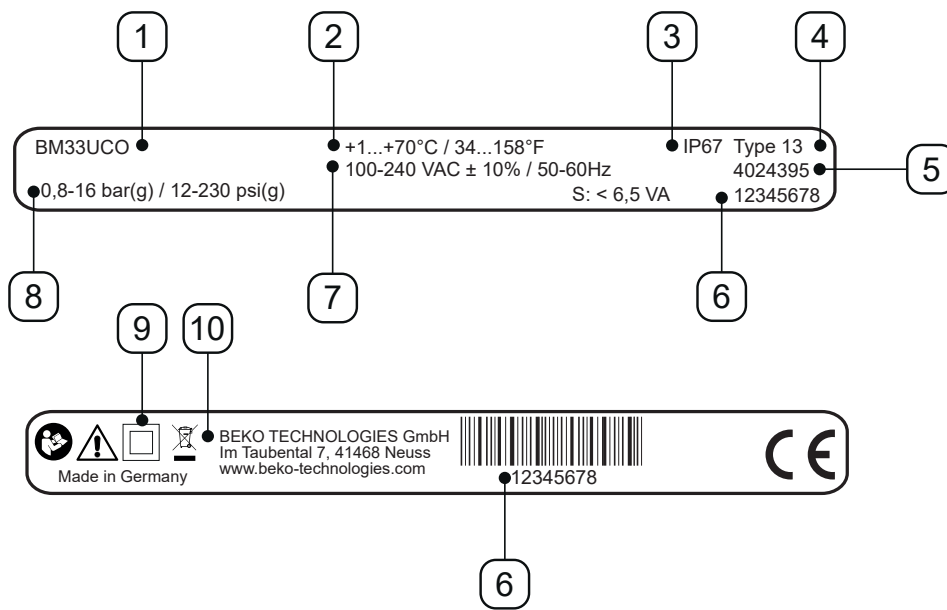 1 2 3 4
BM33UCO +1...+70°C / 34...158°F IP67 Type 13
100-240 VAC ± 10% / 50-60Hz 4024395 5
0,8-16 bar(g) / 12-230 psi(g) S: < 6,5 VA 12345678
8 7 6
9 10
BEKO TECHNOLOGIES GmbH
Im Taubental 7, 41468 Neuss
Made in Germany www.beko-technologies.com 12345678
CE
6